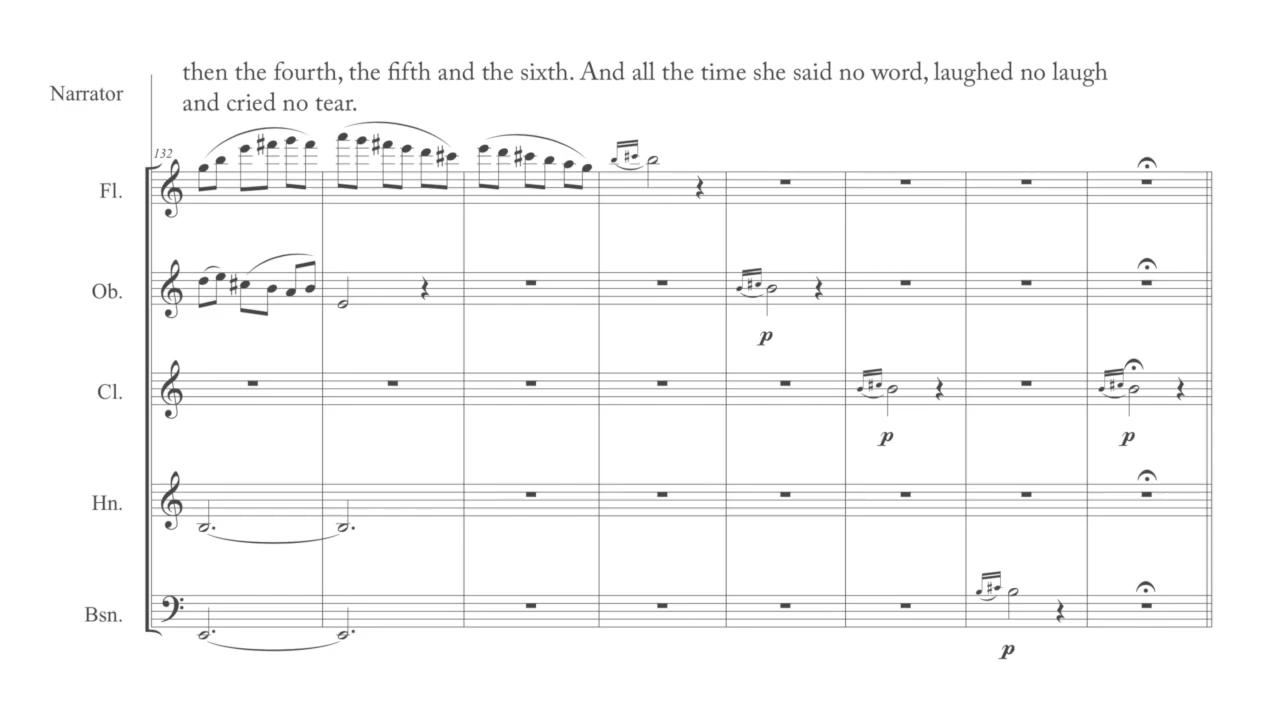 then the fourth, the fifth and the sixth. And all the time she said no word, laughed no laugh
Narrator
and cried no tear.
132
Fl.
Ob.
p
Cl.
p
p
Hn.
Bsn.
p